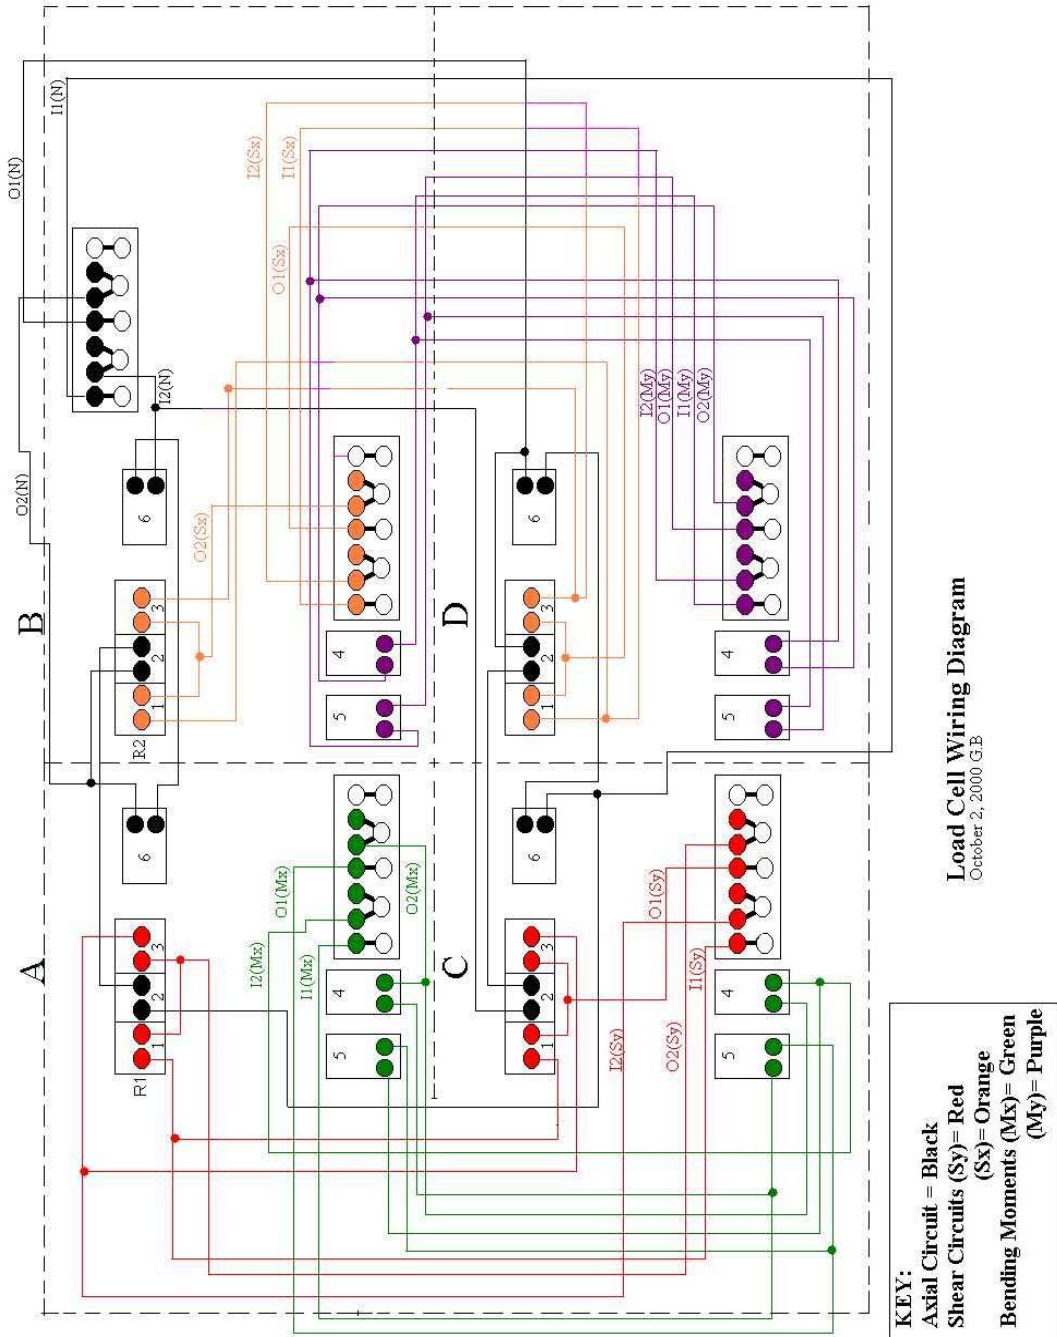 A
B
R1
1
2
3
6
R2
1
2
3
6
O2(N)
O1(N)
I1(N)
I2(N)
I2(Mx)
O1(Mx)
I1(Mx)
O2(Mx)
5
4
O2(Sx)
I2(Sx)
I1(Sx)
O1(Sx)
5
4
C
D
1
2
3
6
1
2
3
6
I2(Sy)
O1(Sy)
O2(Sy)
I1(Sy)
5
4
I2(My)
O1(My)
I1(My)
O2(My)
5
4
KEY:
Axial Circuit = Black
Shear Circuits (Sy)= Red
(Sx)= Orange
Bending Moments (Mx)= Green
(My)= Purple
Load Cell Wiring Diagram
October 2, 2000 G.B